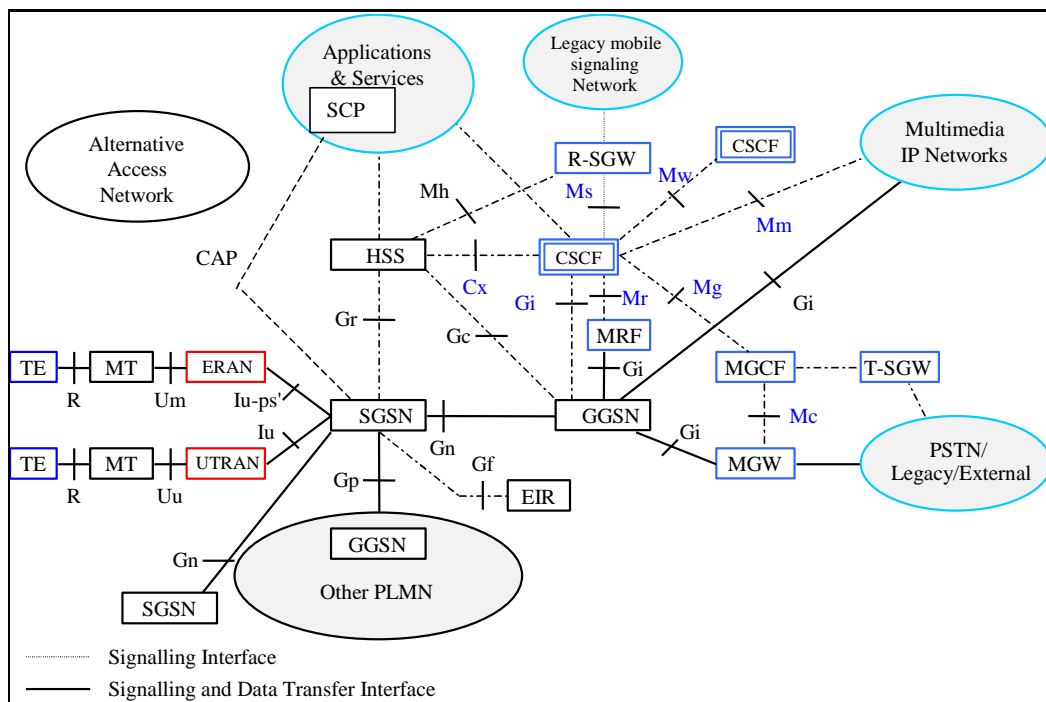 Applications
& Services
SCP
Legacy mobile
signaling
Network
Alternative
Access
Network
R-SGW
CSCF
Multimedia
IP Networks
Mh
Ms
Mw
Mm
CAP
HSS
CSCF
Cx
Gi
Mr
Mg
Gi
Gr
Gc
MRF
TE
MT
ERAN
Gi
MGCF
T-SGW
R
Um
Iu-ps'
SGSN
GGSN
Mc
Iu
Gn
Gi
TE
MT
UTRAN
MGW
PSTN/
Legacy/External
R
Uu
Gp
Gf
EIR
GGSN
Gn
Other PLMN
SGSN
Signalling Interface
Signalling and Data Transfer Interface